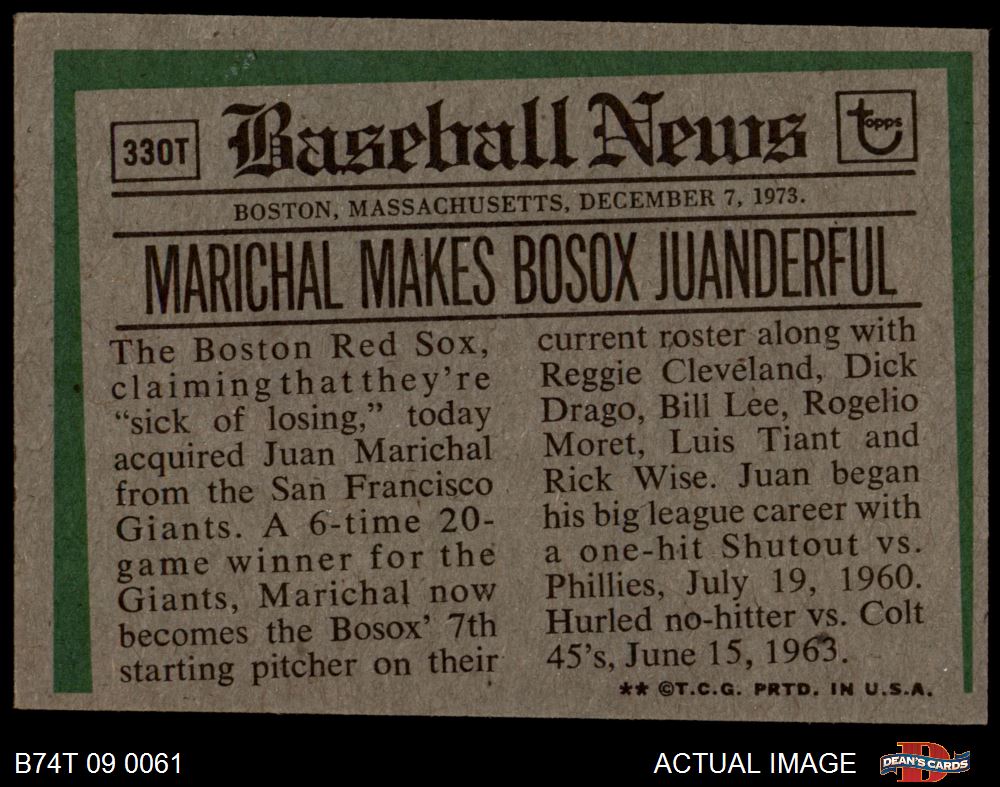 330T
Baseball News
topps
BOSTON, MASSACHUSETTS, DECEMBER 7, 1973.
MARICHAL MAKES BOSOX JUANDERFUL
The Boston Red Sox,
claiming that they're
“sick of losing,” today
acquired Juan Marichal
from the San Francisco
Giants. A 6-time 20-
game winner for the
Giants, Marichal now
becomes the Bosox' 7th
starting pitcher on their
current roster along with
Reggie Cleveland, Dick
Drago, Bill Lee, Rogelio
Moret, Luis Tiant and
Rick Wise. Juan began
his big league career with
a one-hit Shutout vs.
Phillies, July 19, 1960.
Hurled no-hitter vs. Colt
45's, June 15, 1963.
** ©T.C.G. PRTD. IN U.S.A.
B74T 09 0061
ACTUAL IMAGE
D
DEAN'S CARDS